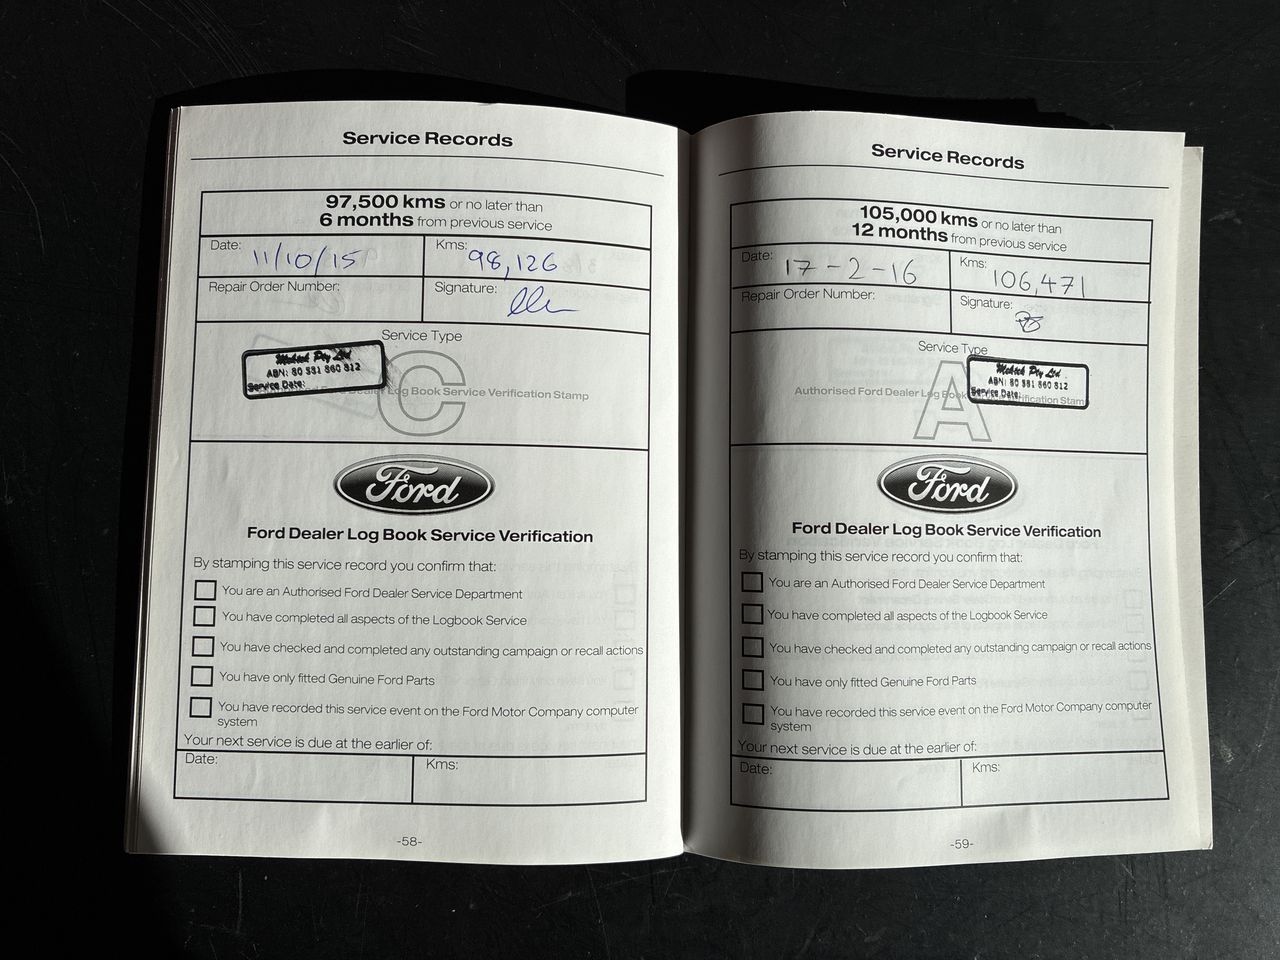 Service Records
97,500 kms or no later than
6 months from previous service
Date: 11/10/15
Kms: 98,126
Repair Order Number:
Signature:
Service Type
Pty Ltd
ABN: 80 581 860 812
Service Date:
Dealer Log Book Service Verification Stamp
C
Ford
Ford Dealer Log Book Service Verification
By stamping this service record you confirm that:
You are an Authorised Ford Dealer Service Department
You have completed all aspects of the Logbook Service
You have checked and completed any outstanding campaign or recall actions
You have only fitted Genuine Ford Parts
You have recorded this service event on the Ford Motor Company computer
system
Your next service is due at the earlier of:
Date:
Kms:
-58-
Service Records
105,000 kms or no later than
12 months from previous service
Date: 17-2-16
Kms: 106,471
Repair Order Number:
Signature:
Service Type
Pty Ltd
ABN: 80 581 860 812
Service Date:
Authorised Ford Dealer Log Book Verification Stamp
A
Ford
Ford Dealer Log Book Service Verification
By stamping this service record you confirm that:
You are an Authorised Ford Dealer Service Department
You have completed all aspects of the Logbook Service
You have checked and completed any outstanding campaign or recall actions
You have only fitted Genuine Ford Parts
You have recorded this service event on the Ford Motor Company computer
system
Your next service is due at the earlier of:
Date:
Kms:
-59-